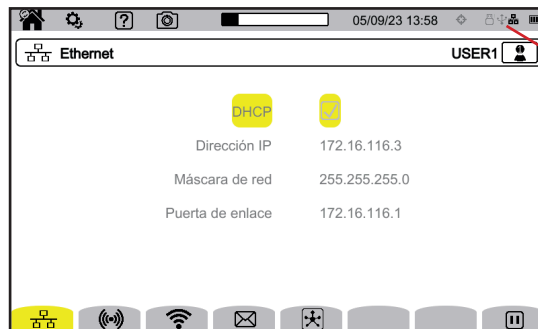 05/09/23 13:58
Ethernet USER1
DHCP
Dirección IP 172.16.116.3
Máscara de red 255.255.255.0
Puerta de enlace 172.16.116.1